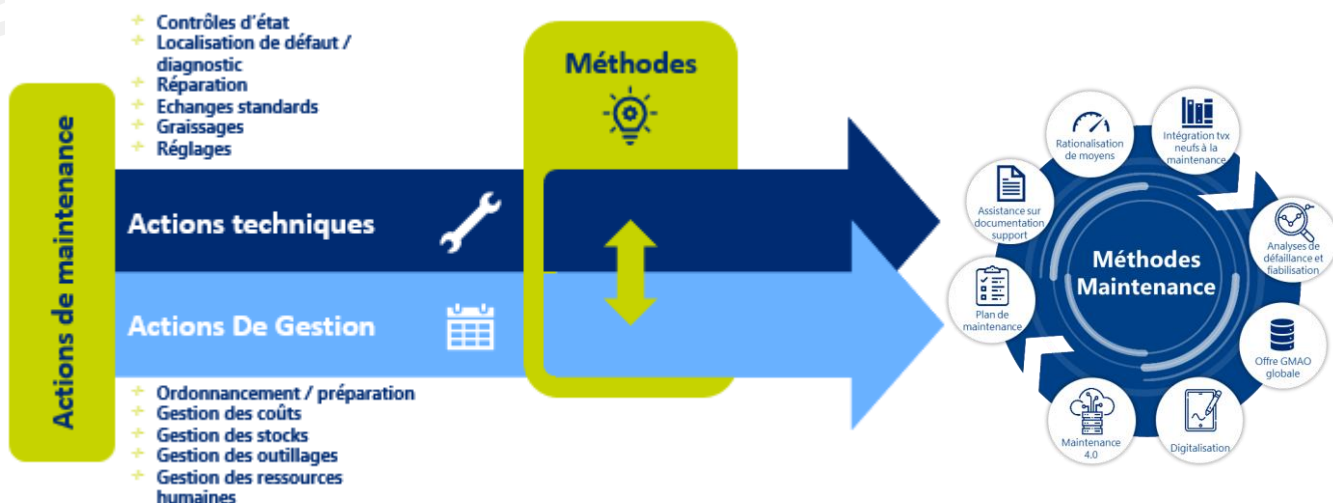 Actions de maintenance
Contrôles d'état
Localisation de défaut /
diagnostic
Réparation
Echanges standards
Graissages
Réglages
Actions techniques
Actions De Gestion
Ordonnancement / préparation
Gestion des coûts
Gestion des stocks
Gestion des outillages
Gestion des ressources
humaines
Méthodes
Méthodes
Maintenance
Rationalisation
de moyens
Intégration tvx
neufs à la
maintenance
Analyses de
défaillance et
fiabilisation
Offre GMAO
globale
Digitalisation
Maintenance
4.0
Plan de
maintenance
Assistance sur
documentation
support